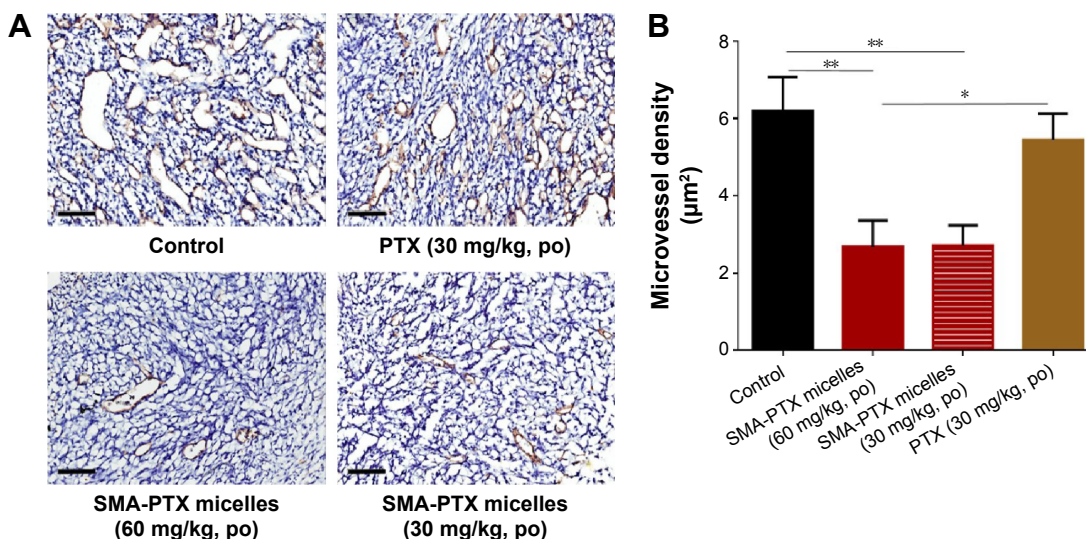 A
Control
PTX (30 mg/kg, po)
SMA-PTX micelles
(60 mg/kg, po)
SMA-PTX micelles
(30 mg/kg, po)
B
Microvessel density
(µm²)
8
6
4
2
0
**
**
*
Control
SMA-PTX micelles
(60 mg/kg, po)
SMA-PTX micelles
(30 mg/kg, po)
PTX (30 mg/kg, po)